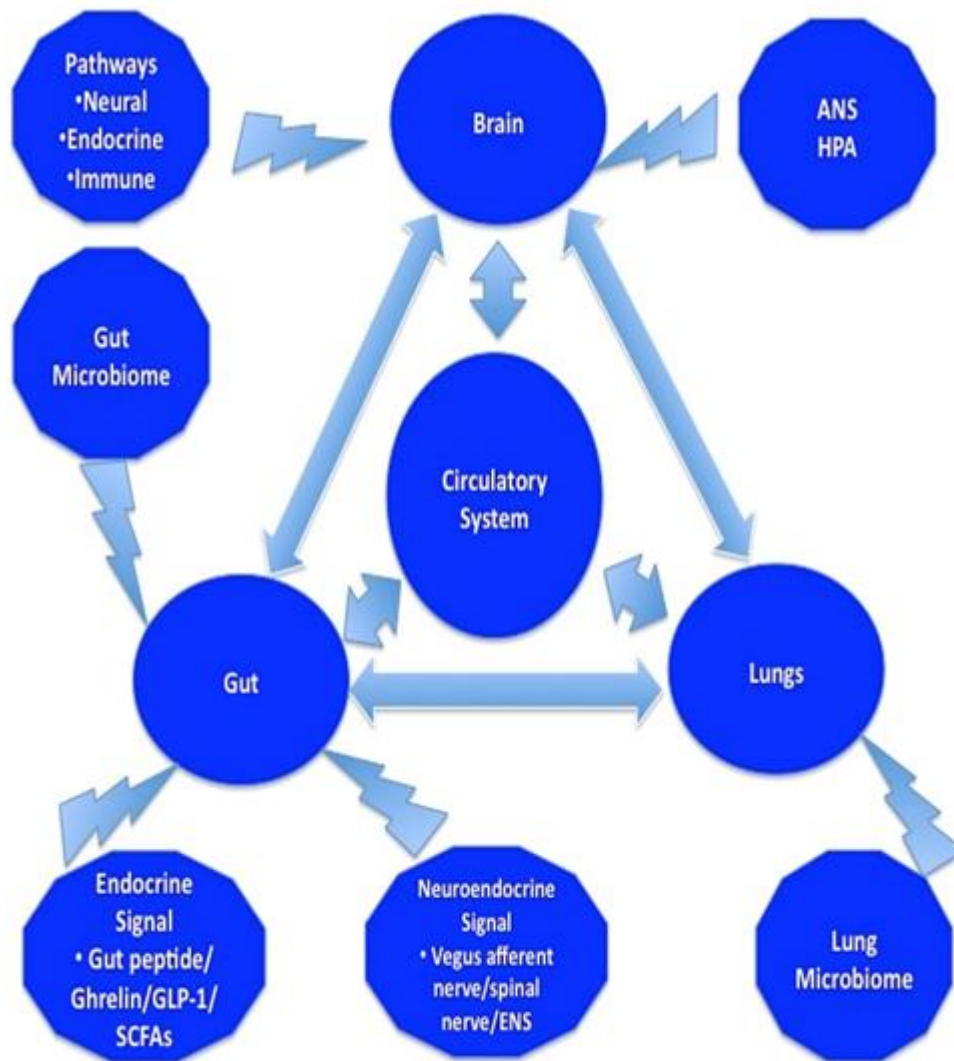 Pathways
•Neural
•Endocrine
•Immune
Brain
ANS
HPA
Gut
Microbiome
Circulatory
System
Gut
Lungs
Endocrine
Signal
• Gut peptide/
Ghrelin/GLP-1/
SCFAs
Neuroendocrine
Signal
• Vegus afferent
nerve/spinal
nerve/ENS
Lung
Microbiome